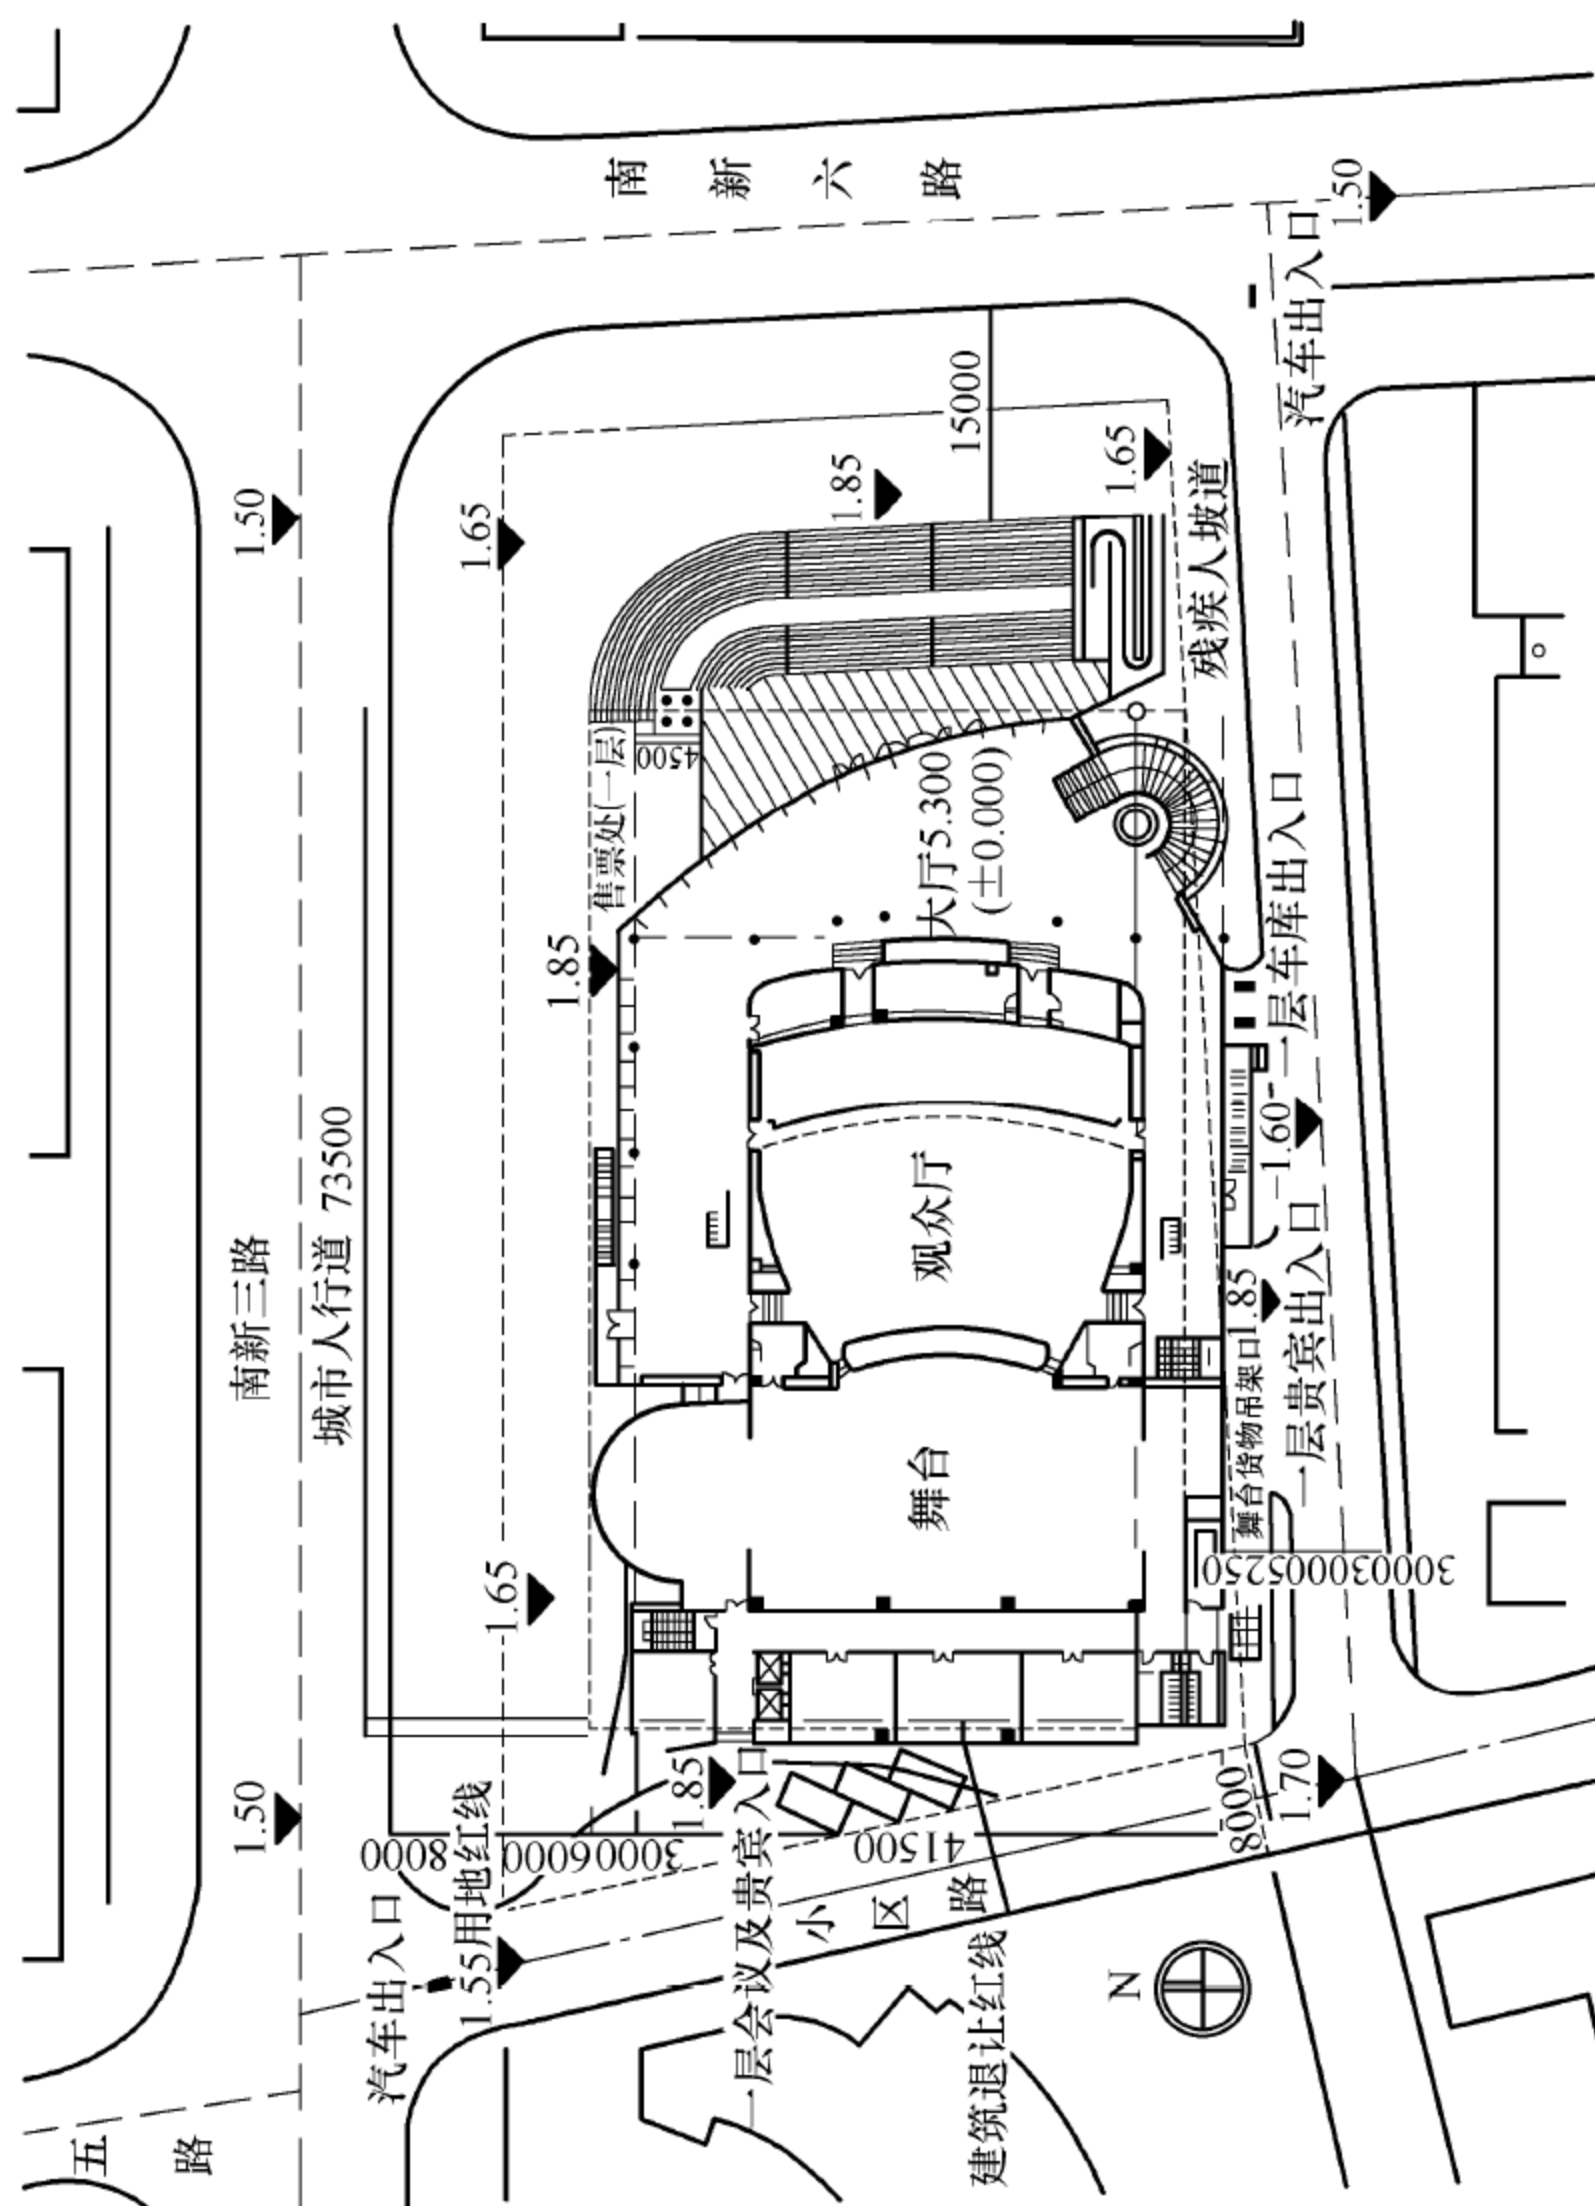 南新六路
1.50
汽车出入口
1.50
1.65
15000
1.85
1.65
残疾人坡道
售票处(一层)
4500
大厅5.300
(±0.000)
1.85
一层车库出入口
1.60
观众厅
南新三路
城市人行道 73500
1.85
一层贵宾出入口
舞台货物吊架口
舞台
1.65
300030005250
1.50
8000
30006000
41500
8000
1.70
1.85
一层会议及贵宾入口
用地红线
1.55
汽车出入口
小区路
建筑退让红线
N
五路